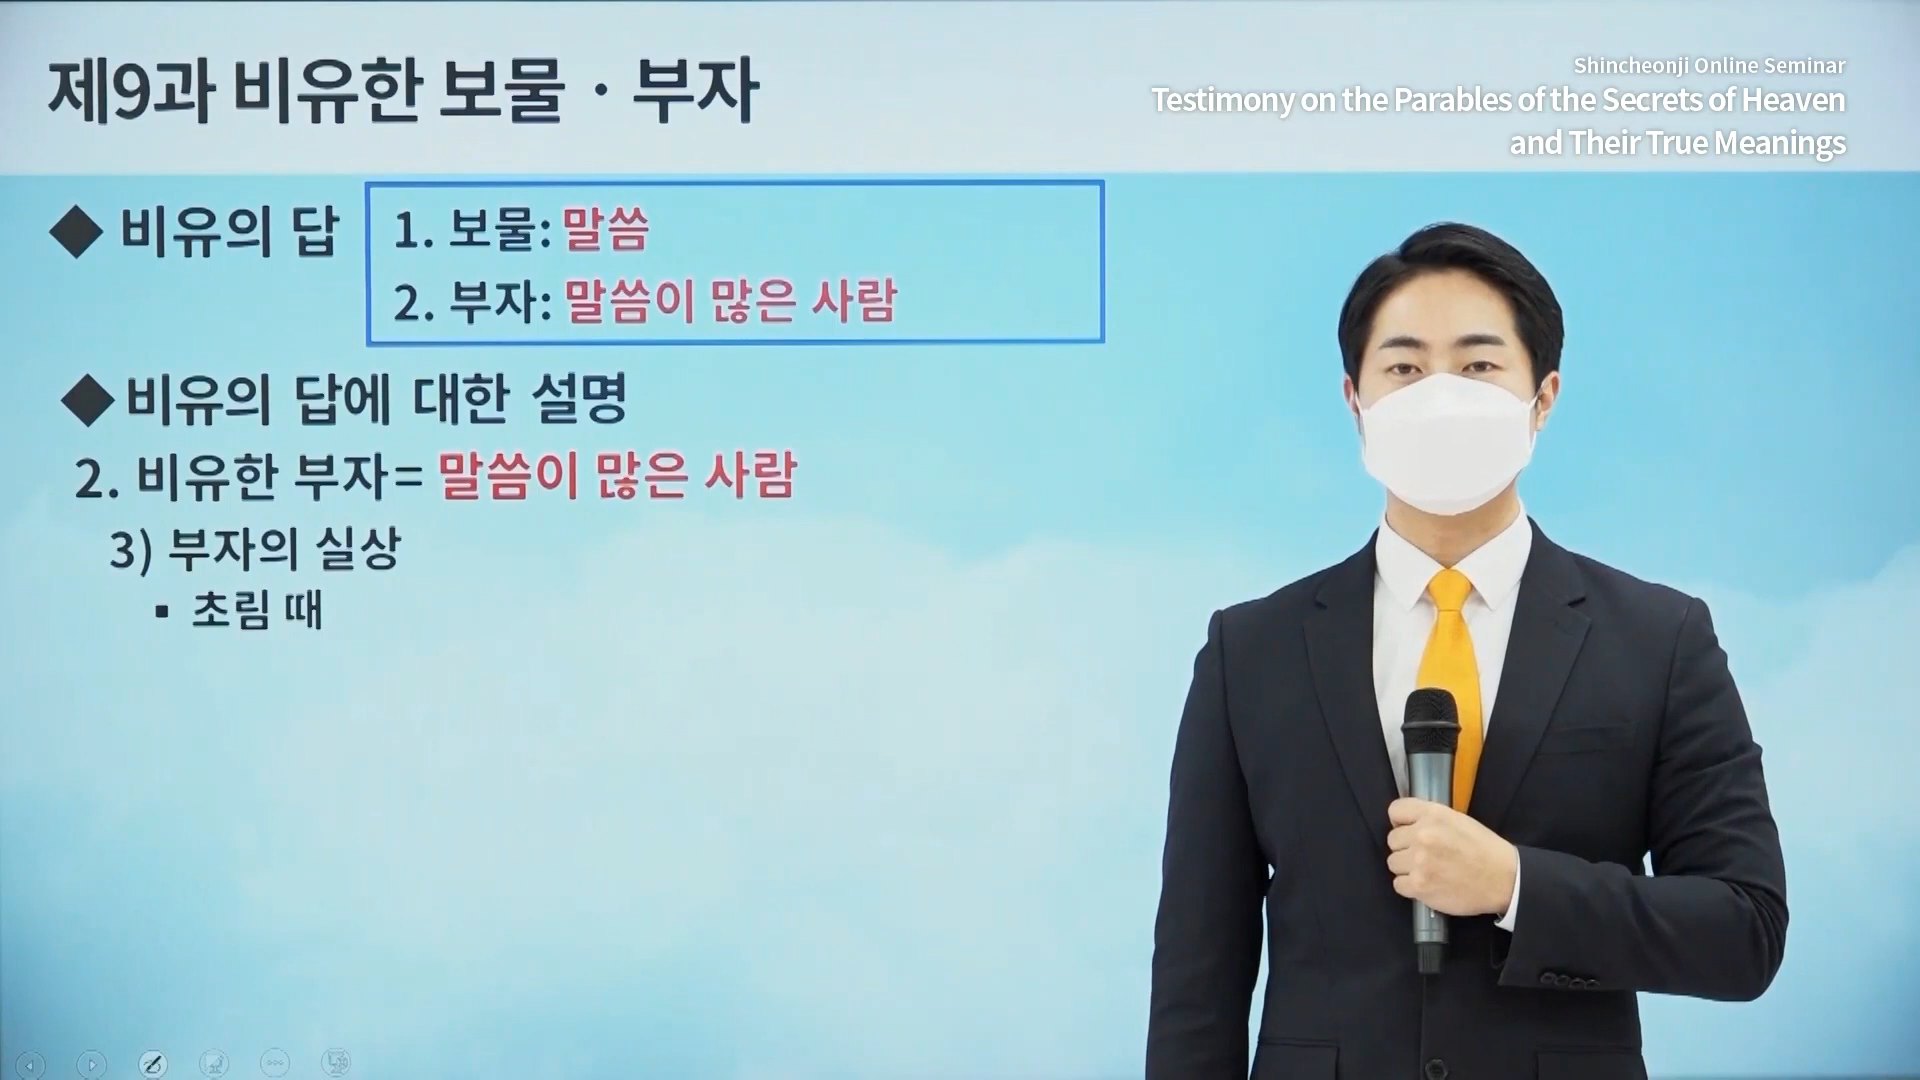 제9과 비유한 보물 · 부자
Shincheonji Online Seminar
Testimony on the Parables of the Secrets of Heaven
and Their True Meanings
◆ 비유의 답
1. 보물: 말씀
2. 부자: 말씀이 많은 사람
◆ 비유의 답에 대한 설명
2. 비유한 부자= 말씀이 많은 사람
3) 부자의 실상
▪ 초림 때